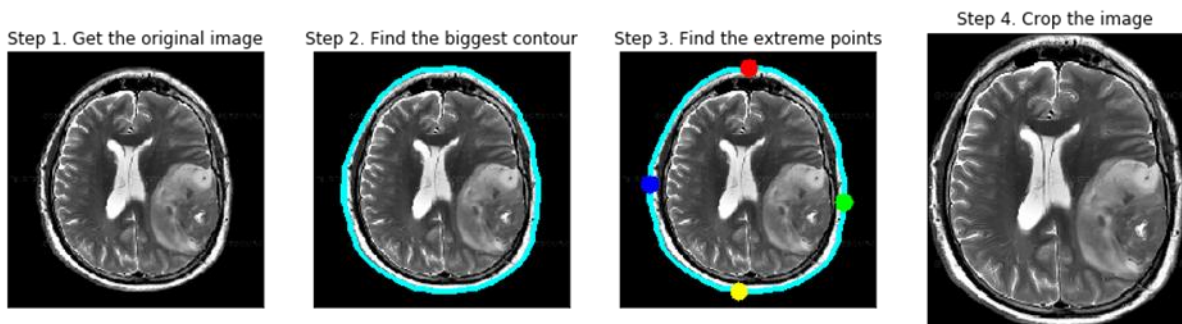 Step 1. Get the original image
Step 2. Find the biggest contour
Step 3. Find the extreme points
Step 4. Crop the image